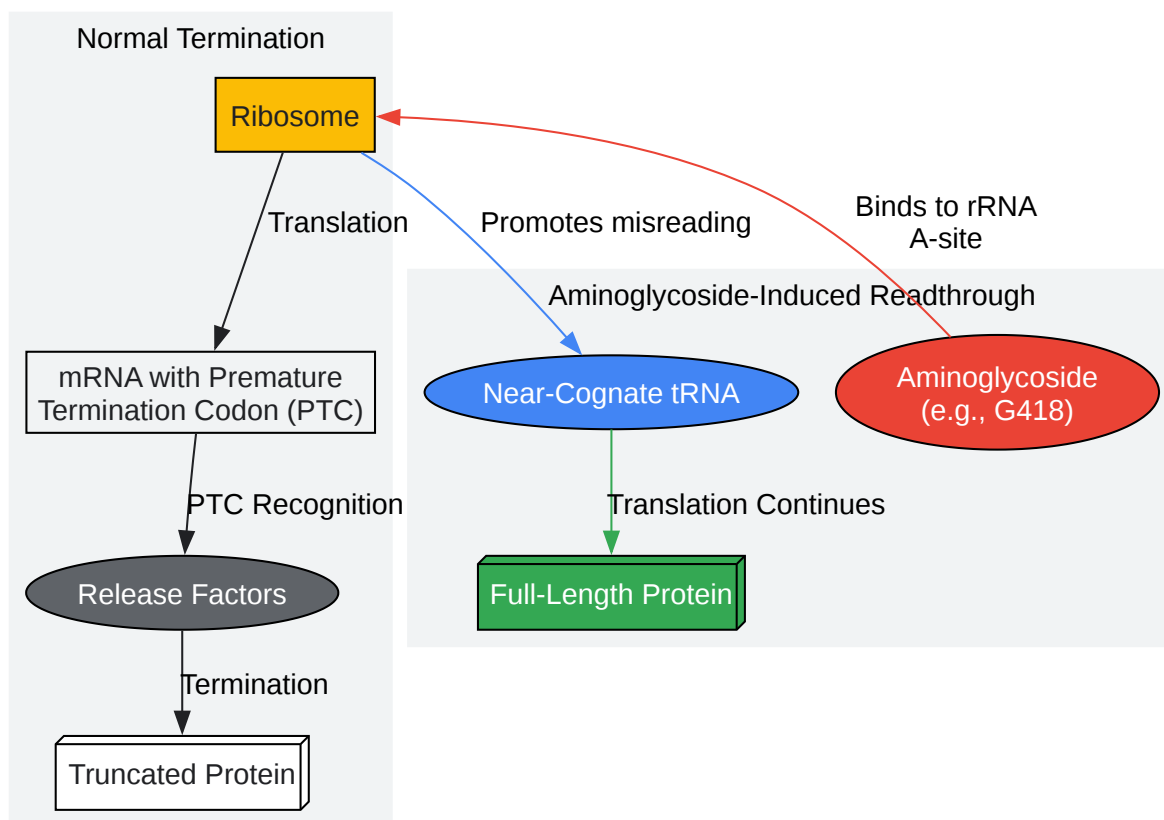 Normal Termination
Ribosome
Translation
Promotes misreading
Binds to rRNA
A-site
Aminoglycoside-Induced Readthrough
mRNA with Premature
Termination Codon (PTC)
Near-Cognate tRNA
Aminoglycoside
(e.g., G418)
PTC Recognition
Translation Continues
Release Factors
Full-Length Protein
Termination
Truncated Protein